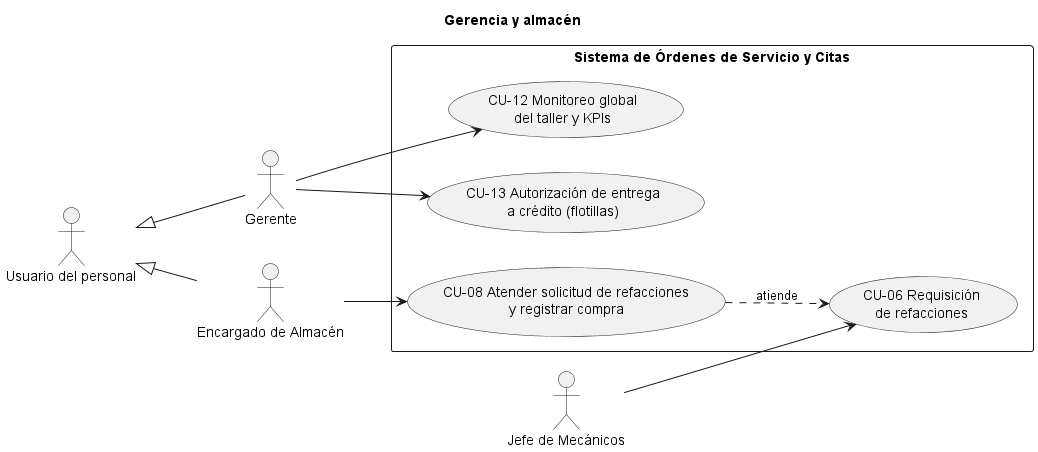 Gerencia y almacén
Sistema de Órdenes de Servicio y Citas
CU-12 Monitoreo global
del taller y KPIs
CU-13 Autorización de entrega
a crédito (flotillas)
Gerente
Usuario del personal
CU-08 Atender solicitud de refacciones
y registrar compra
atiende
CU-06 Requisición
de refacciones
Encargado de Almacén
Jefe de Mecánicos